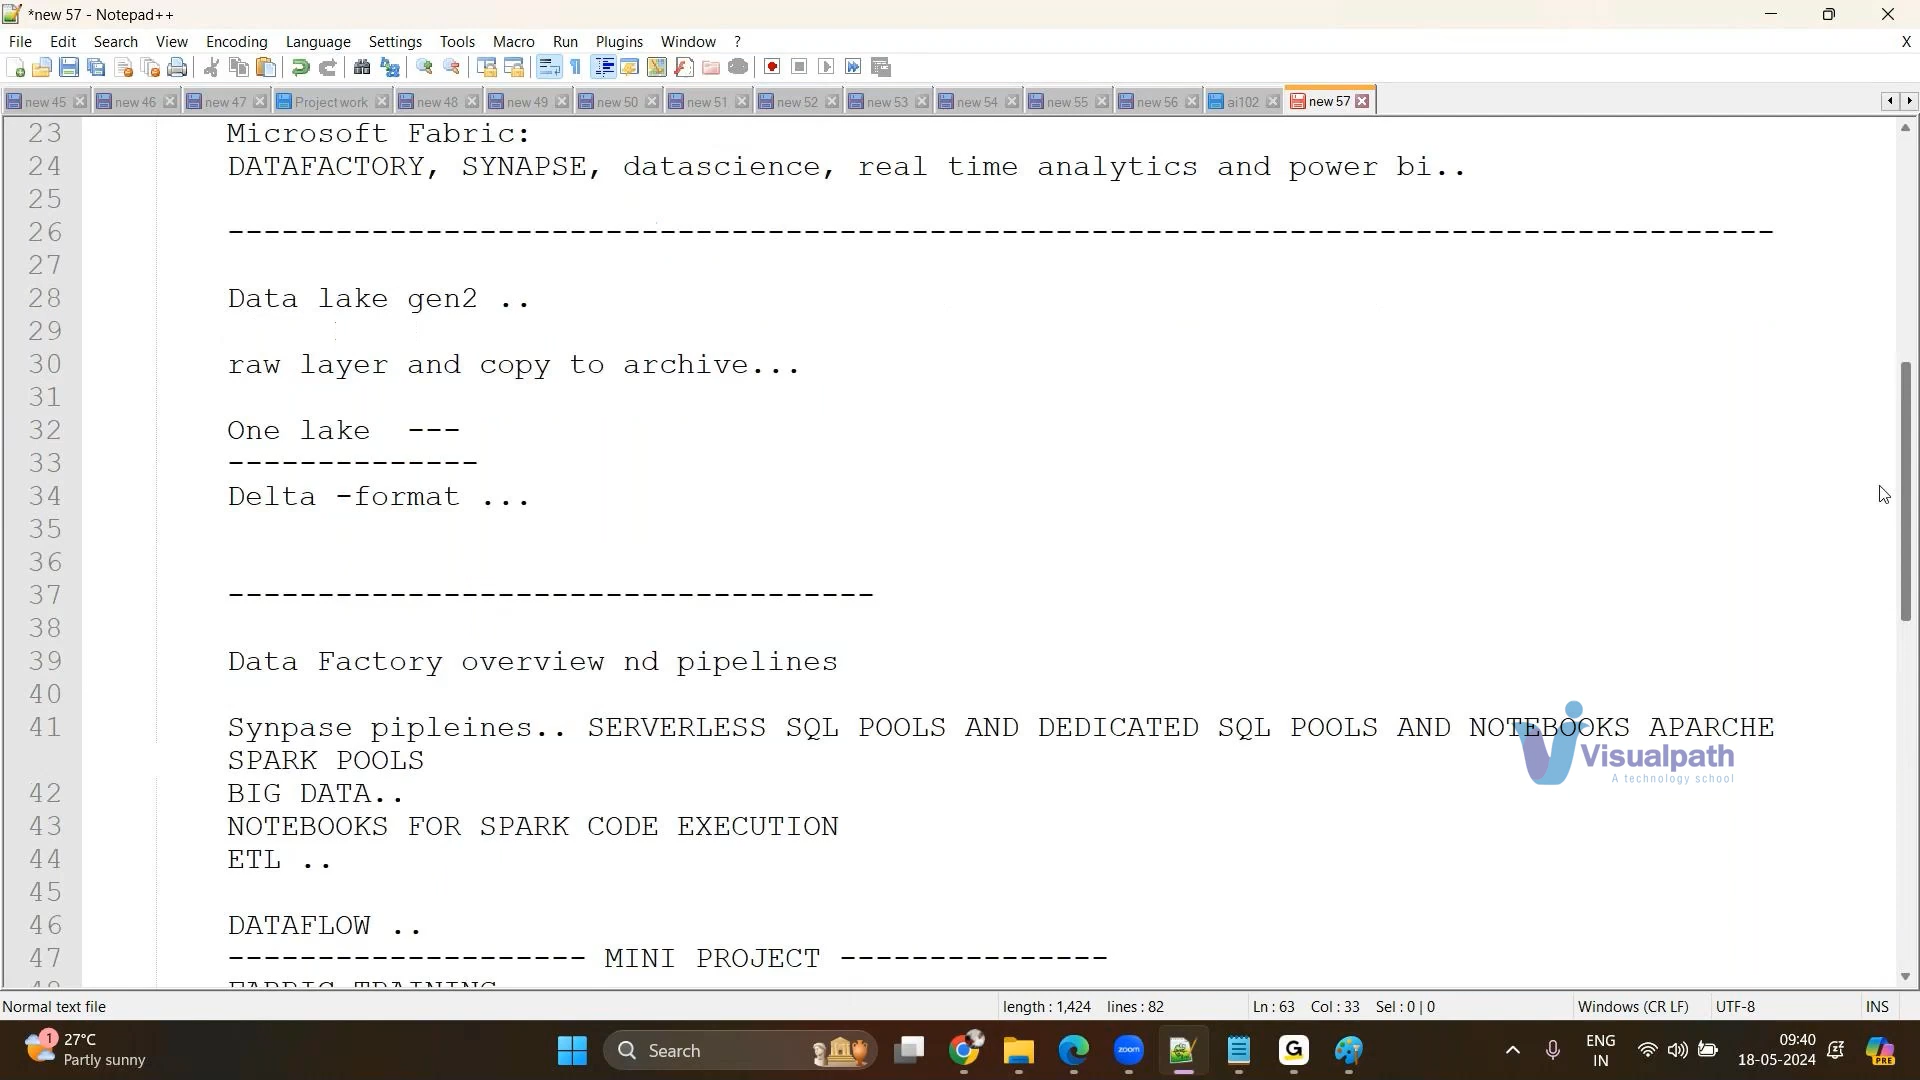 *new 57 - Notepad++
File Edit Search View Encoding Language Settings Tools Macro Run Plugins Window ? X
new 45 new 46 new 47 Project work new 48 new 49 new 50 new 51 new 52 new 53 new 54 new 55 new 56 ai102 new 57
23 Microsoft Fabric:
24 DATAFACTORY, SYNAPSE, datascience, real time analytics and power bi..
25
26 --------------------------------------------------------------------------------------
27
28 Data lake gen2 ..
29
30 raw layer and copy to archive...
31
32 One lake  ---
33 --------------
34 Delta -format ...
35
36
37 ------------------------------------
38
39 Data Factory overview nd pipelines
40
41 Synpase pipleines.. SERVERLESS SQL POOLS AND DEDICATED SQL POOLS AND NOTEBOOKS APARCHE
SPARK POOLS
42 BIG DATA..
43 NOTEBOOKS FOR SPARK CODE EXECUTION
44 ETL ..
45
46 DATAFLOW ..
47 -------------------- MINI PROJECT ---------------
48 FABRIC TRAINING
Visualpath
A technology school
Normal text file length : 1,424 lines : 82 Ln : 63 Col : 33 Sel : 0 | 0 Windows (CR LF) UTF-8 INS
1 27°C
Partly sunny
Search
zoom
G
ENG
IN
09:40
18-05-2024
PRE